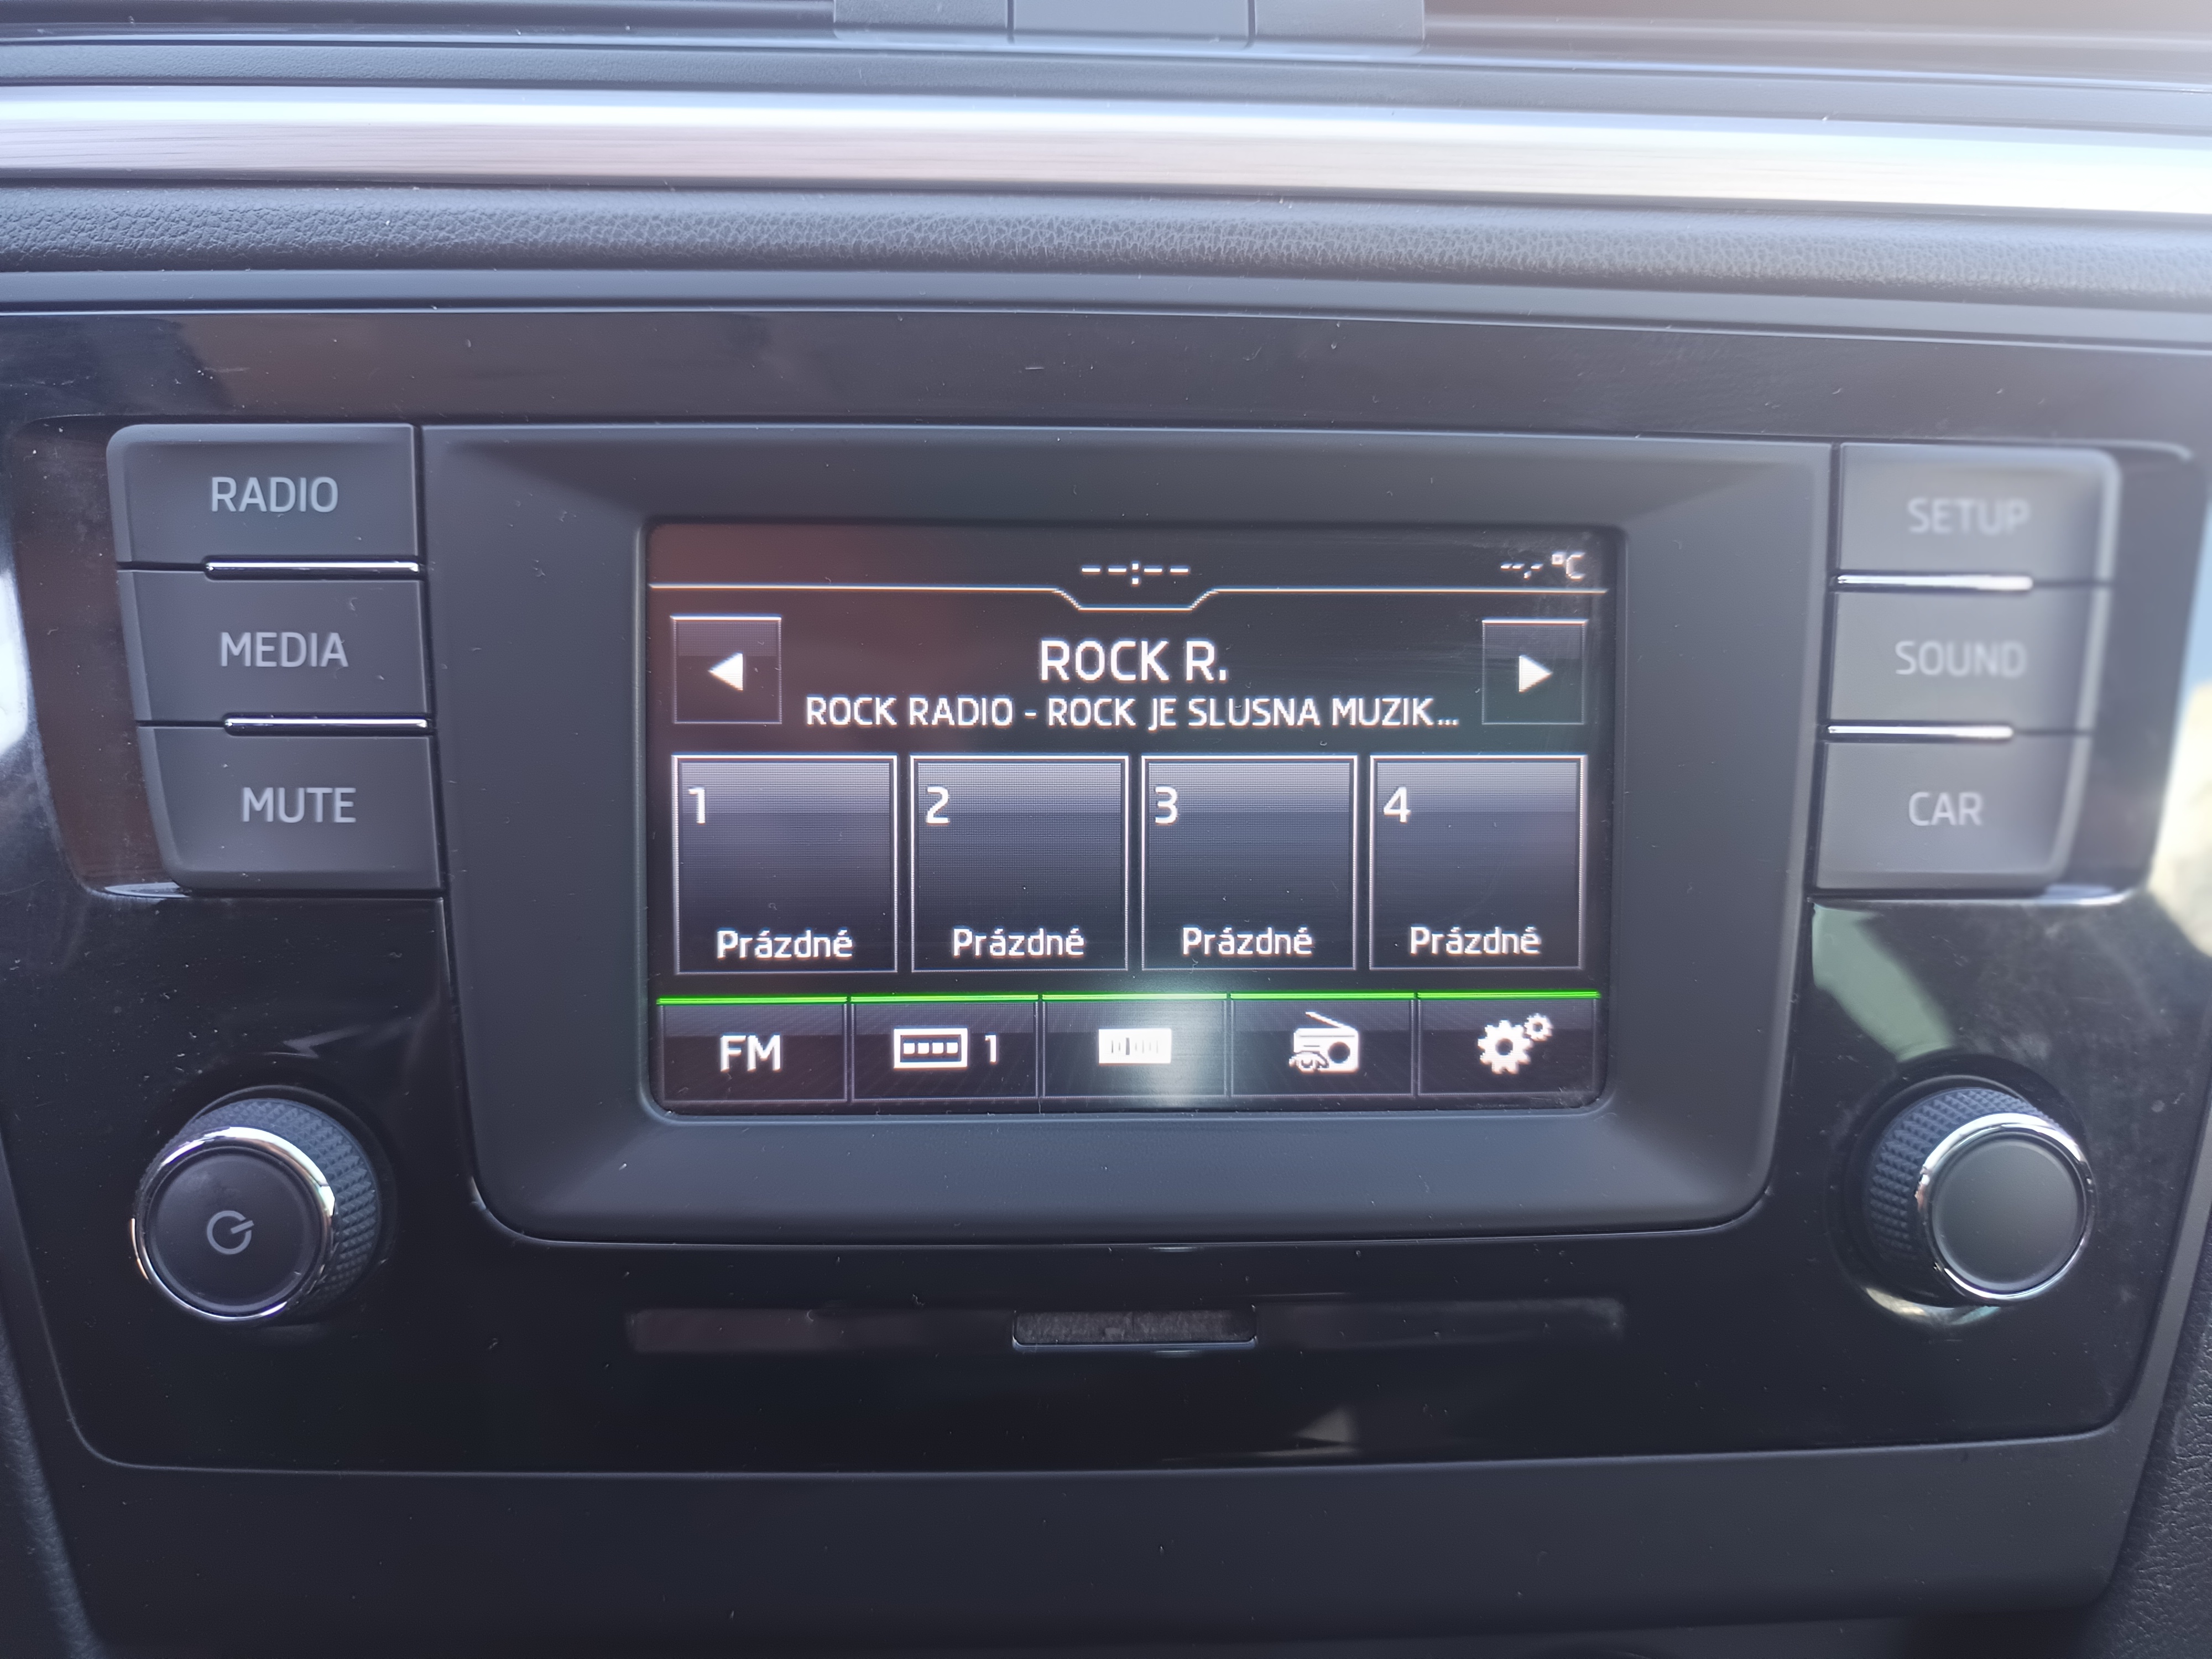 RADIO
MEDIA
MUTE
--:--
--.- °C
ROCK R.
ROCK RADIO - ROCK JE SLUSNA MUZIK...
1
2
3
4
Prázdné
Prázdné
Prázdné
Prázdné
FM
1
SETUP
SOUND
CAR